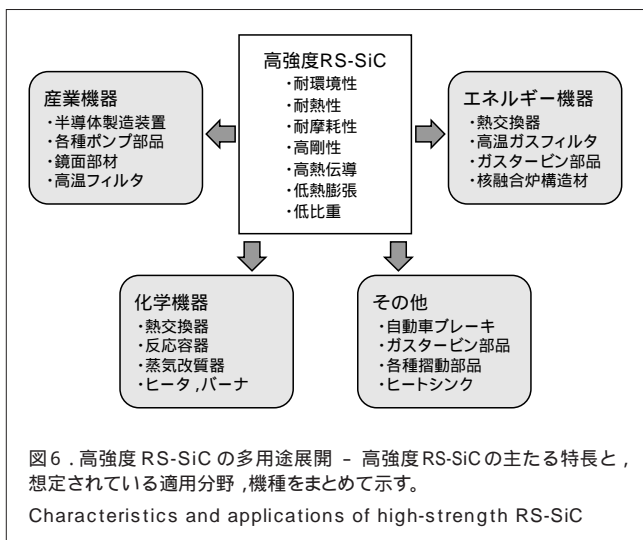 高強度RS-SiC
・耐環境性
・耐熱性
・耐摩耗性
・高剛性
・高熱伝導
・低熱膨張
・低比重
産業機器
・半導体製造装置
・各種ポンプ部品
・鏡面部材
・高温フィルタ
エネルギー機器
・熱交換器
・高温ガスフィルタ
・ガスタービン部品
・核融合炉構造材
化学機器
・熱交換器
・反応容器
・蒸気改質器
・ヒータ,バーナ
その他
・自動車ブレーキ
・ガスタービン部品
・各種摺動部品
・ヒートシンク
図6.高強度RS-SiCの多用途展開 － 高強度RS-SiCの主たる特長と,
想定されている適用分野,機種をまとめて示す。
Characteristics and applications of high-strength RS-SiC